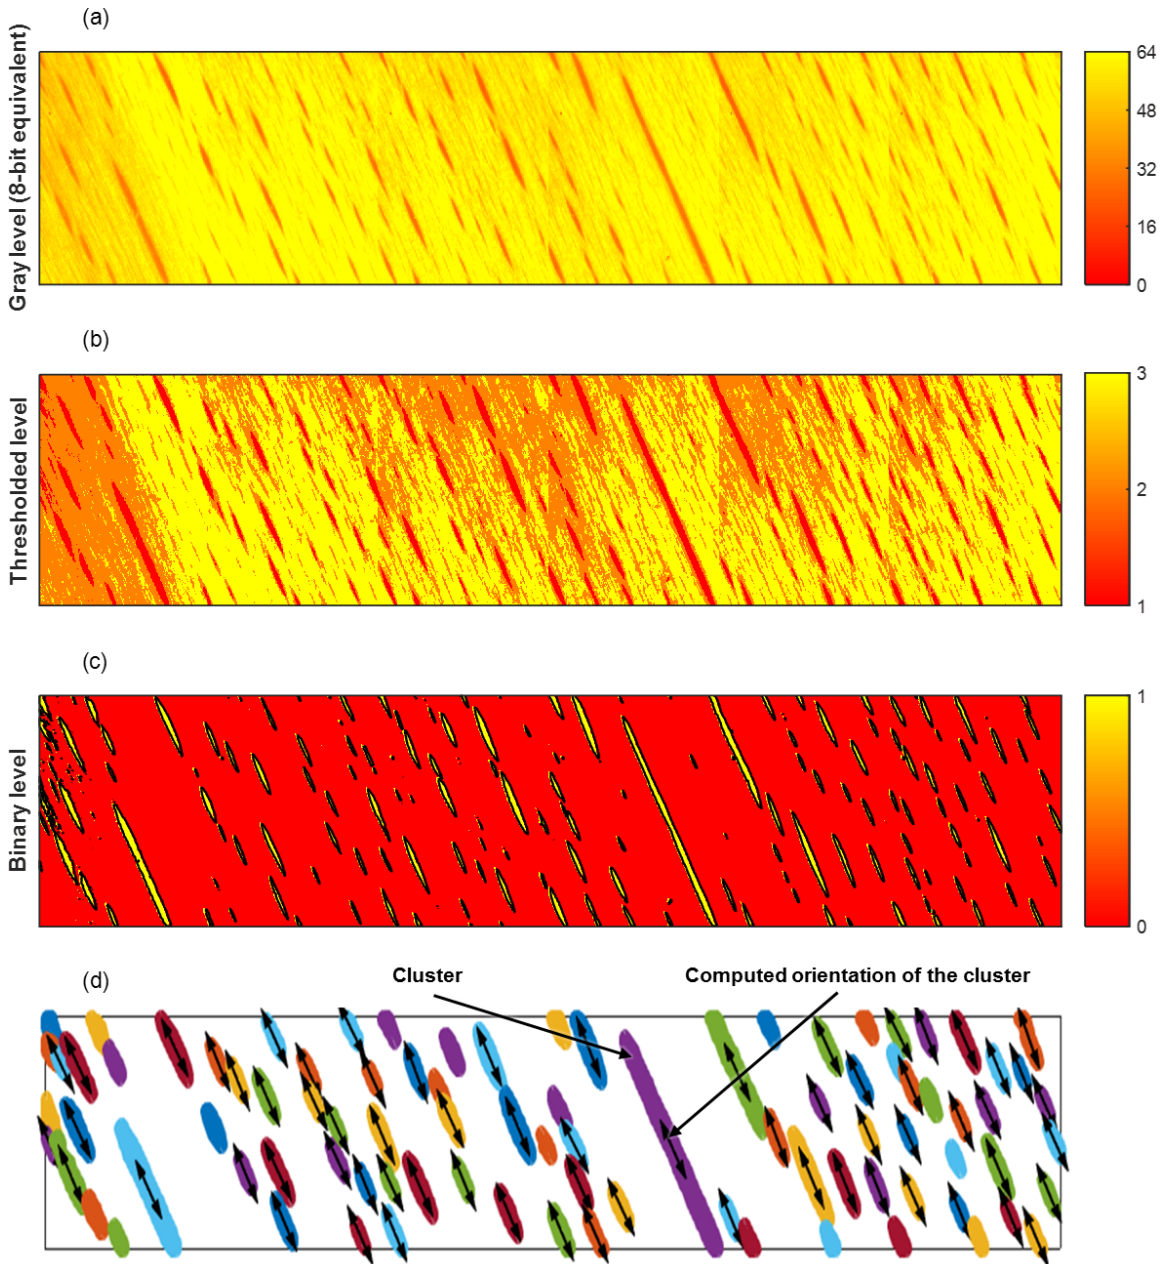 (a)
Gray level (8-bit equivalent)
64
48
32
16
0
(b)
Thresholded level
3
2
1
(c)
Binary level
1
0
(d)
Cluster
Computed orientation of the cluster